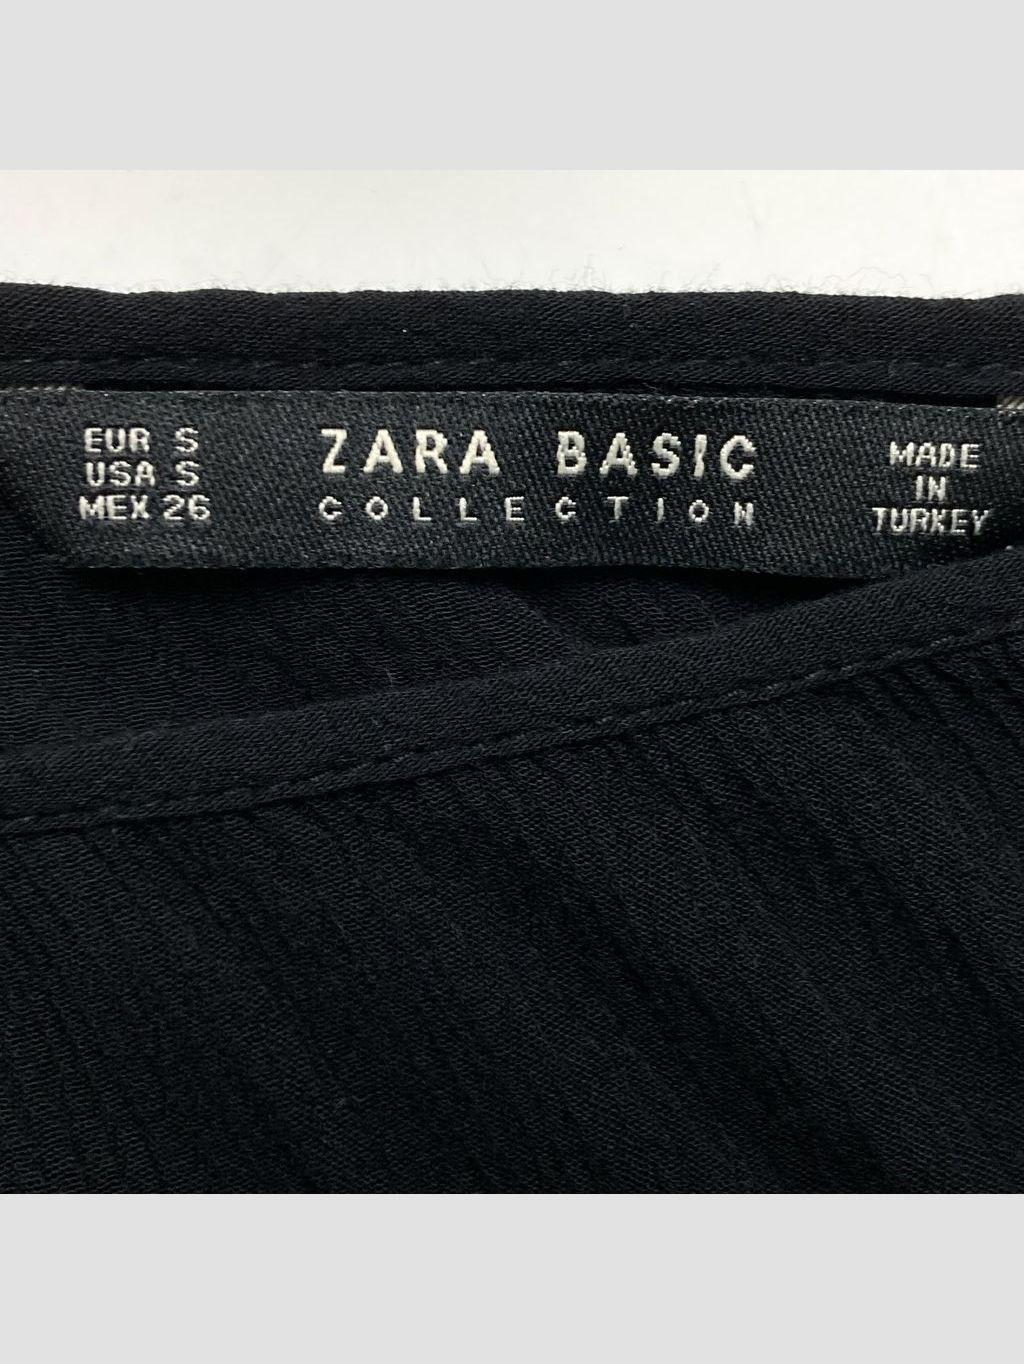 EUR S
USA S
MEX 26
ZARA BASIC
COLLECTION
MADE
IN
TURKEY